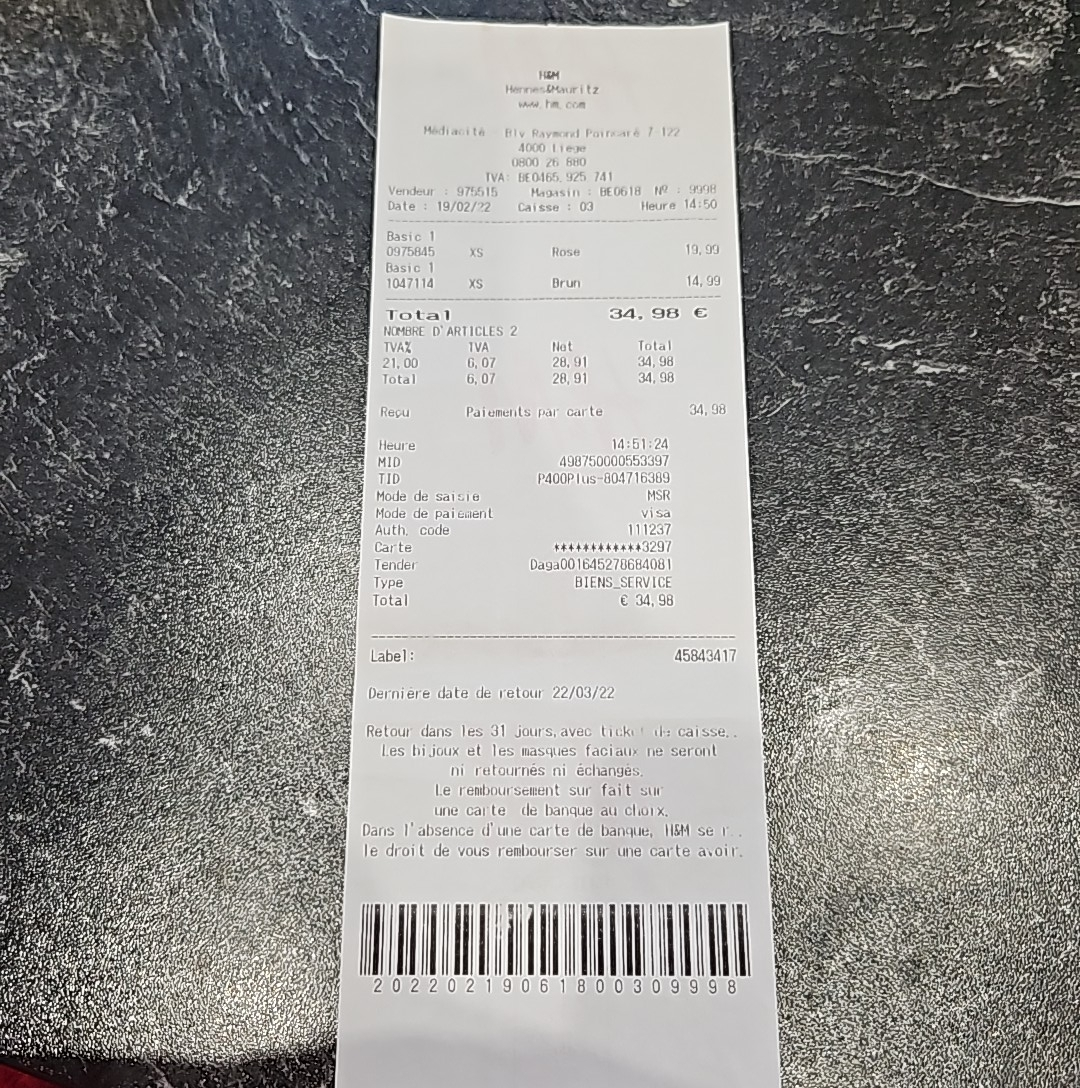 H&M
Hennes&Mauritz
www.hm.com
Médiacité Blv Raymond Poincaré 7 122
4000 Liege
0800 26 880
TVA: BE0465.925.741
Vendeur : 975515 Magasin : BE0618 Nº : 9998
Date : 19/02/22 Caisse : 03 Heure 14:50
Basic 1
0975845 XS Rose 19,99
Basic 1
1047114 XS Brun 14,99
Total 34,98 €
NOMBRE D'ARTICLES 2
TVA% TVA Net Total
21,00 6,07 28,91 34,98
Total 6,07 28,91 34,98
Reçu Paiements par carte 34,98
Heure 14:51:24
MID 498750000553397
TID P400Plus-804716389
Mode de saisie MSR
Mode de paiement visa
Auth. code 111237
Carte ************3297
Tender Daga001645278684081
Type BIENS_SERVICE
Total € 34,98
Label: 45843417
Dernière date de retour 22/03/22
Retour dans les 31 jours,avec ticket de caisse..
Les bijoux et les masques faciaux ne seront
ni retournés ni échangés.
Le remboursement sur fait sur
une carte de banque au choix.
Dans l'absence d'une carte de banque, H&M se r..
le droit de vous rembourser sur une carte avoir.
20220219061800309998